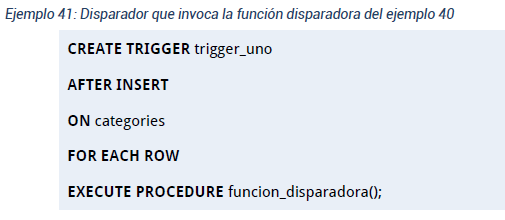 Ejemplo 41: Disparador que invoca la función disparadora del ejemplo 40
CREATE TRIGGER trigger_uno
AFTER INSERT
ON categories
FOR EACH ROW
EXECUTE PROCEDURE funcion_disparadora();